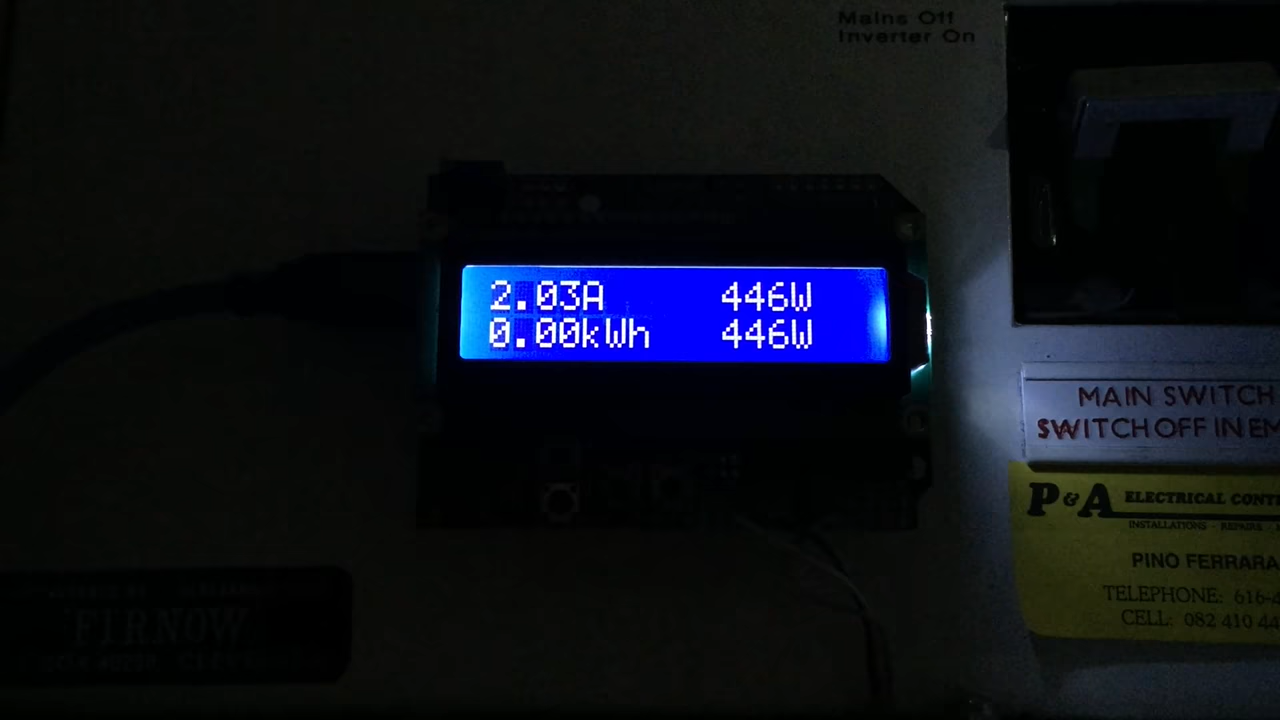 Mains Off
Inverter On
2.03A 446W
0.00kWh 446W
MAIN SWITCH
SWITCH OFF IN EM
P&A ELECTRICAL CONT
INSTALLATIONS - REPAIRS
PINO FERRARA
TELEPHONE: 616-4
CELL: 082 410 44
FIRNOW